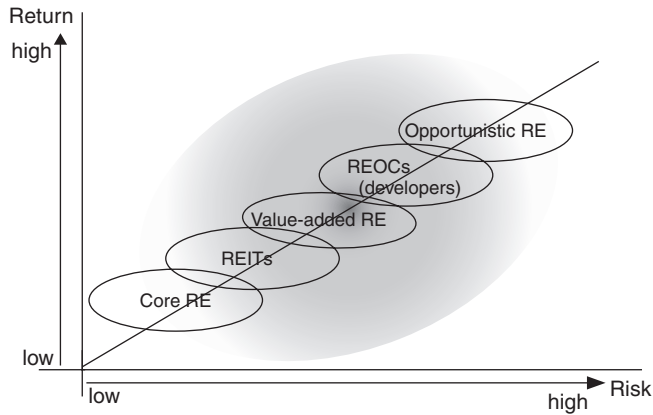 Return
high
Opportunistic RE
REOCs
(developers)
Value-added RE
REITs
Core RE
low
low
high
Risk